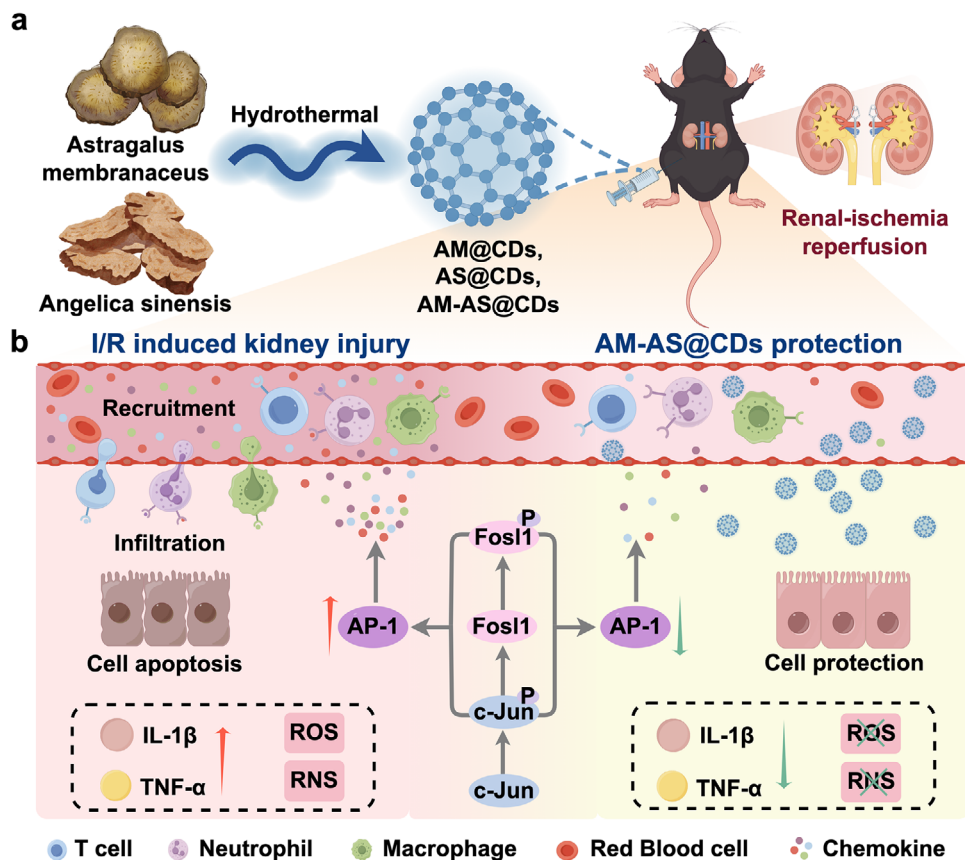 a
Astragalus
membranaceus
Hydrothermal
Angelica sinensis
AM@CDs,
AS@CDs,
AM-AS@CDs
Renal-ischemia
reperfusion
b
I/R induced kidney injury
AM-AS@CDs protection
Recruitment
Infiltration
Cell apoptosis
AP-1
P
Fosl1
Fosl1
P
c-Jun
c-Jun
AP-1
Cell protection
IL-1β
ROS
TNF-α
RNS
IL-1β
ROS
TNF-α
RNS
T cell
Neutrophil
Macrophage
Red Blood cell
Chemokine